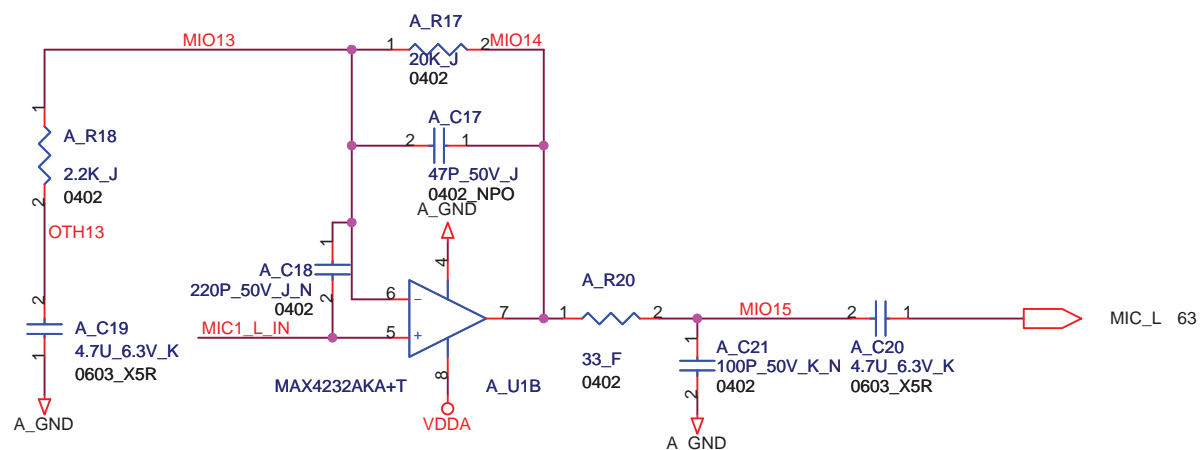 A_R17
MIO13
1
2
MIO14
20K_J
0402
A_C17
2
1
47P_50V_J
0402_NPO
A_GND
1
A_R18
2.2K_J
0402
2
OTH13
4
1
A_C18
220P_50V_J_N
0402
2
6
−
MIC1_L_IN
5
+
7
8
MAX4232AKA+T
A_U1B
VDDA
2
A_C19
4.7U_6.3V_K
0603_X5R
1
A_GND
A_R20
1
2
33_F
0402
MIO15
1
A_C21
100P_50V_K_N
0402
2
A_GND
2
1
A_C20
4.7U_6.3V_K
0603_X5R
MIC_L 63